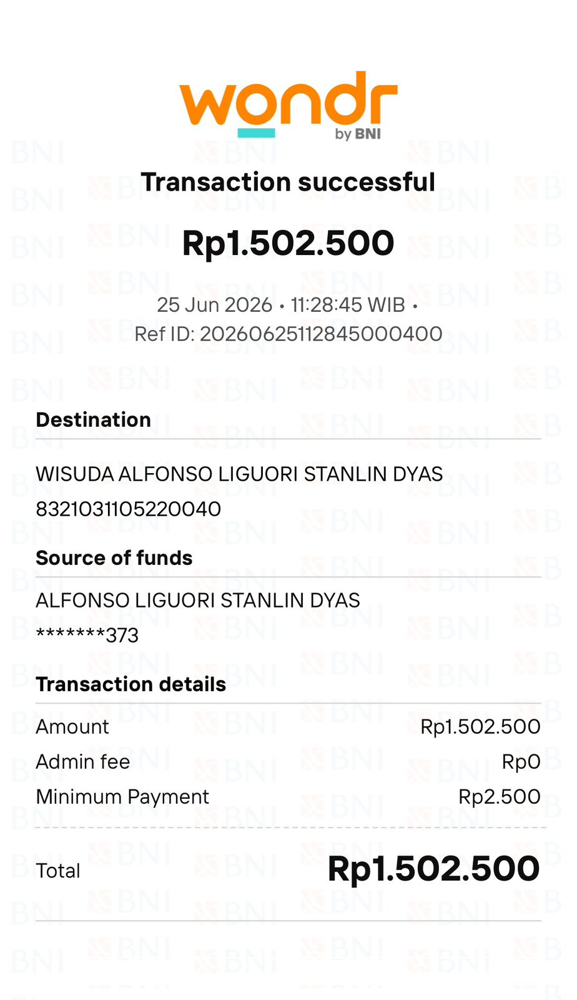 wondr
by BNI
Transaction successful
Rp1.502.500
25 Jun 2026 • 11:28:45 WIB •
Ref ID: 20260625112845000400
Destination
WISUDA ALFONSO LIGUORI STANLIN DYAS
8321031105220040
Source of funds
ALFONSO LIGUORI STANLIN DYAS
*******373
Transaction details
Amount Rp1.502.500
Admin fee Rp0
Minimum Payment Rp2.500
Total Rp1.502.500